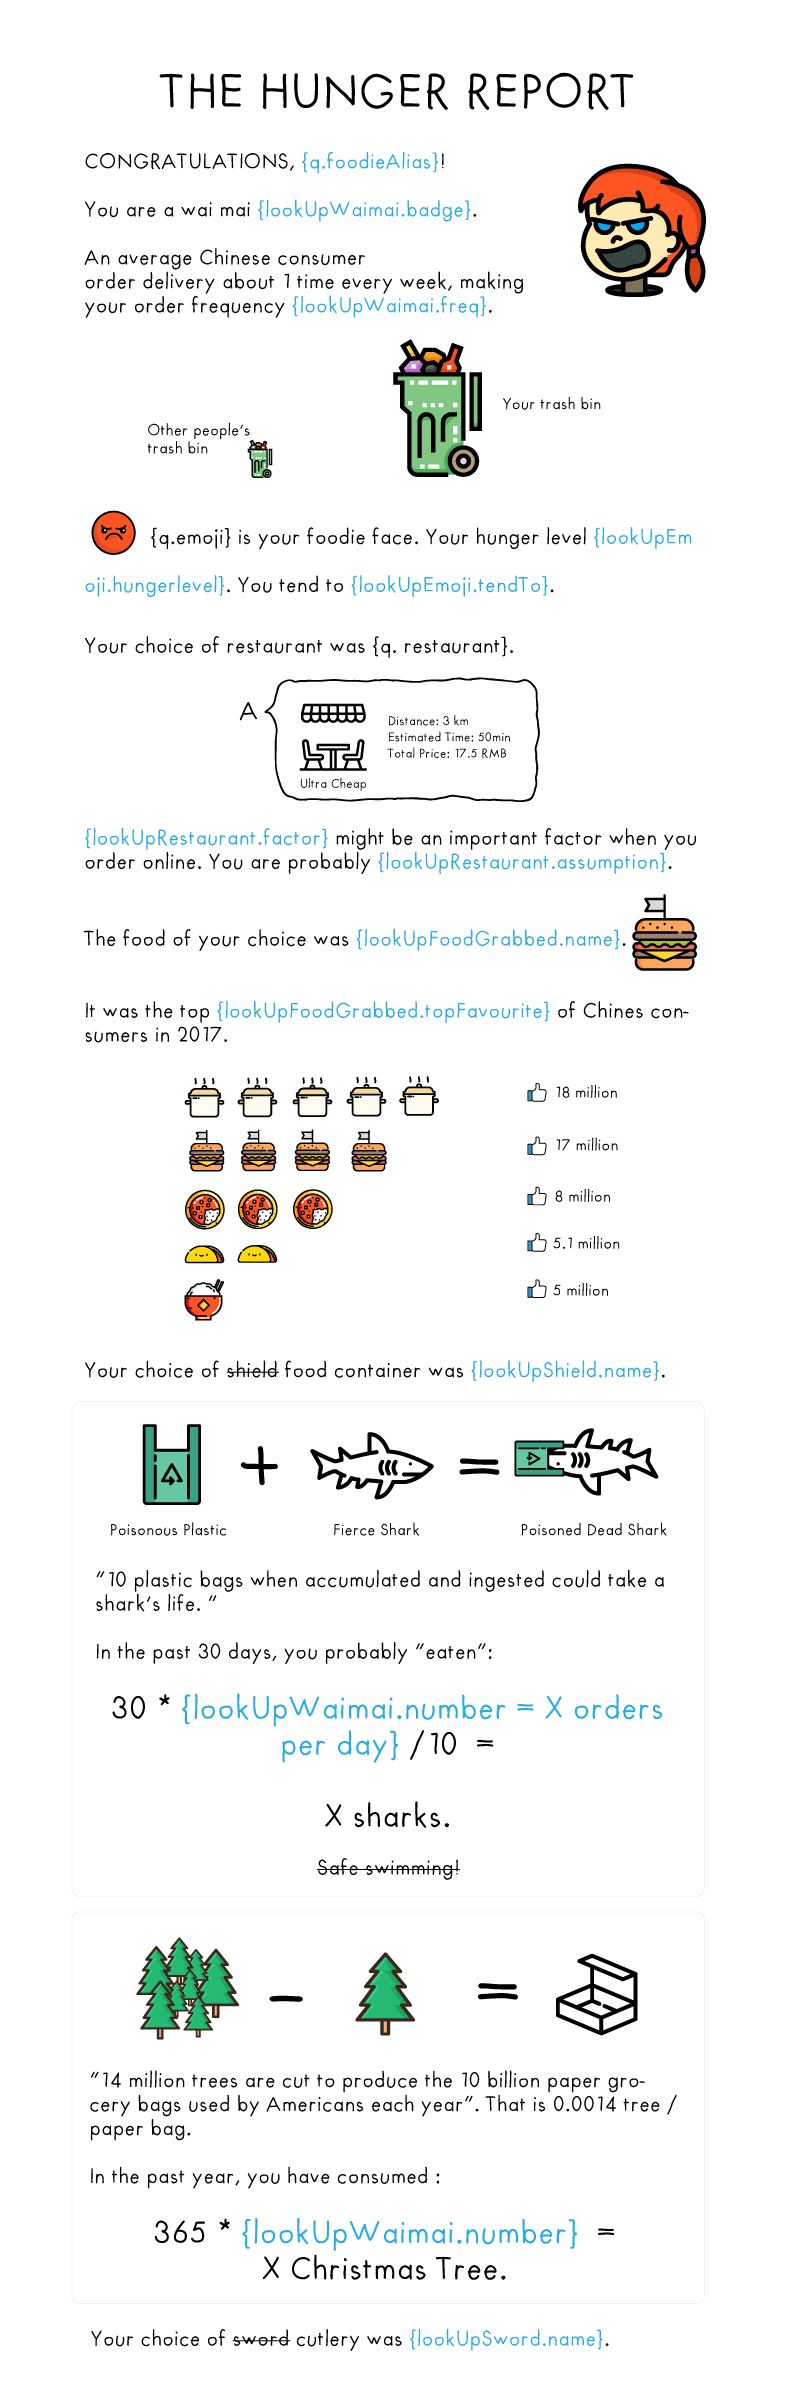 THE HUNGER REPORT
CONGRATULATIONS, {q.foodieAlias}!
You are a wai mai {lookUpWaimai.badge}.
An average Chinese consumer
order delivery about 1 time every week, making
your order frequency {lookUpWaimai.freq}.
Your trash bin
Other people's
trash bin
{q.emoji} is your foodie face. Your hunger level {lookUpEm
oji.hungerlevel}. You tend to {lookUpEmoji.tendTo}.
Your choice of restaurant was {q. restaurant}.
A
Distance: 3 km
Estimated Time: 50min
Total Price: 17.5 RMB
Ultra Cheap
{lookUpRestaurant.factor} might be an important factor when you
order online. You are probably {lookUpRestaurant.assumption}.
The food of your choice was {lookUpFoodGrabbed.name}.
It was the top {lookUpFoodGrabbed.topFavourite} of Chines con-
sumers in 2017.
18 million
17 million
8 million
5.1 million
5 million
Your choice of shield food container was {lookUpShield.name}.
Poisonous Plastic
Fierce Shark
Poisoned Dead Shark
"10 plastic bags when accumulated and ingested could take a
shark's life. "
In the past 30 days, you probably "eaten":
30 * {lookUpWaimai.number = X orders
per day} /10 =
X sharks.
Safe swimming!
"14 million trees are cut to produce the 10 billion paper gro-
cery bags used by Americans each year". That is 0.0014 tree /
paper bag.
In the past year, you have consumed :
365 * {lookUpWaimai.number} =
X Christmas Tree.
Your choice of sword cutlery was {lookUpSword.name}.